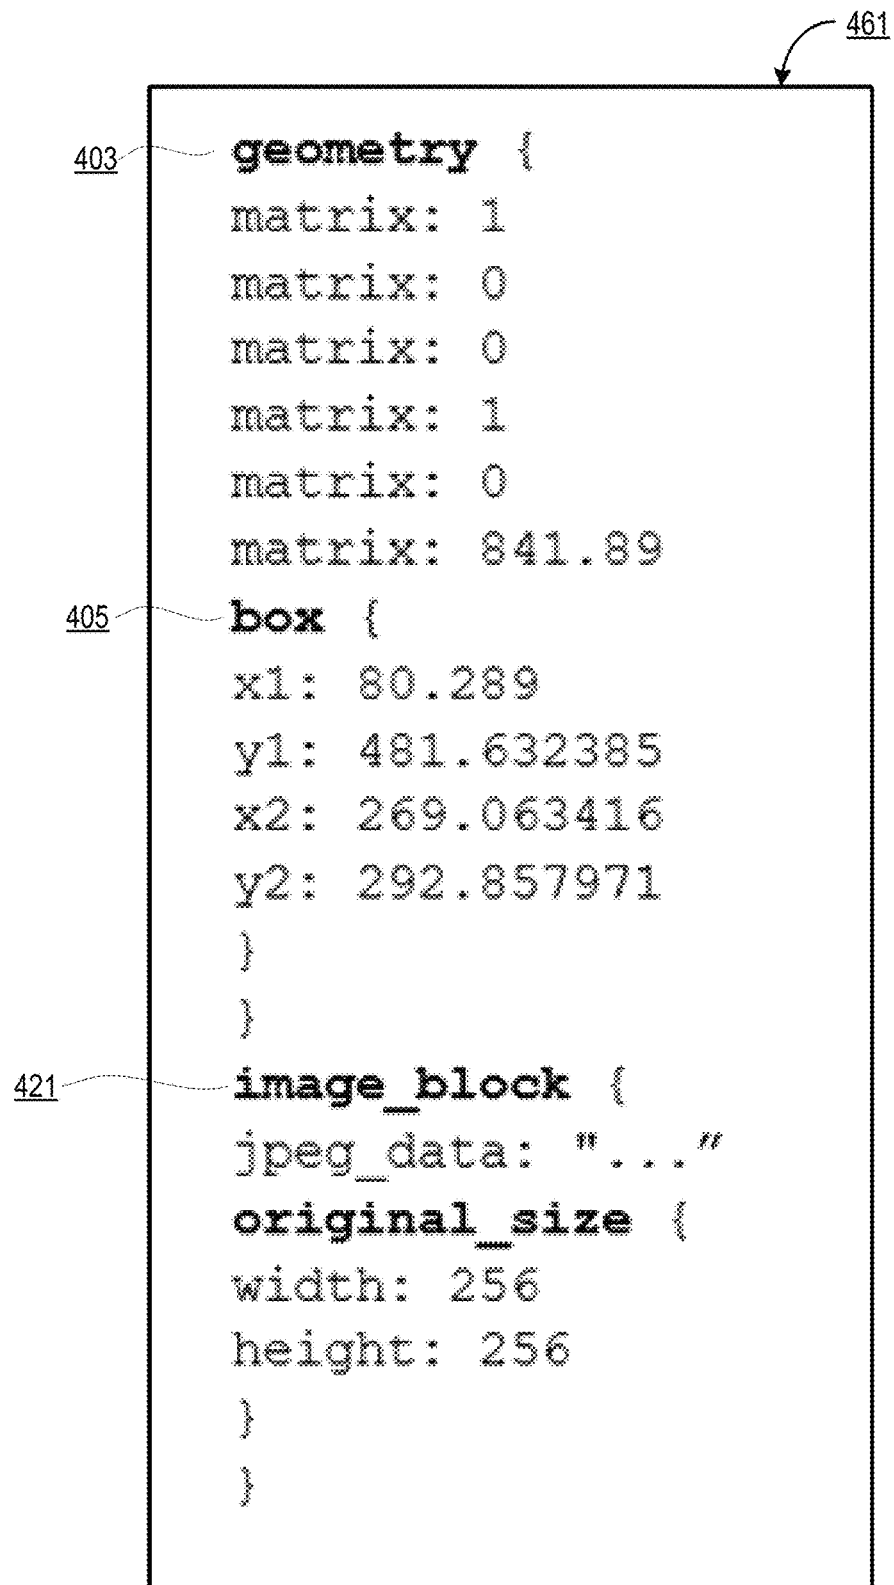 461
403 geometry {
matrix: 1
matrix: 0
matrix: 0
matrix: 1
matrix: 0
matrix: 841.89
405 box {
x1: 80.289
y1: 481.632385
x2: 269.063416
y2: 292.857971
}
}
421 image_block {
jpeg_data: "..."
original_size {
width: 256
height: 256
}
}